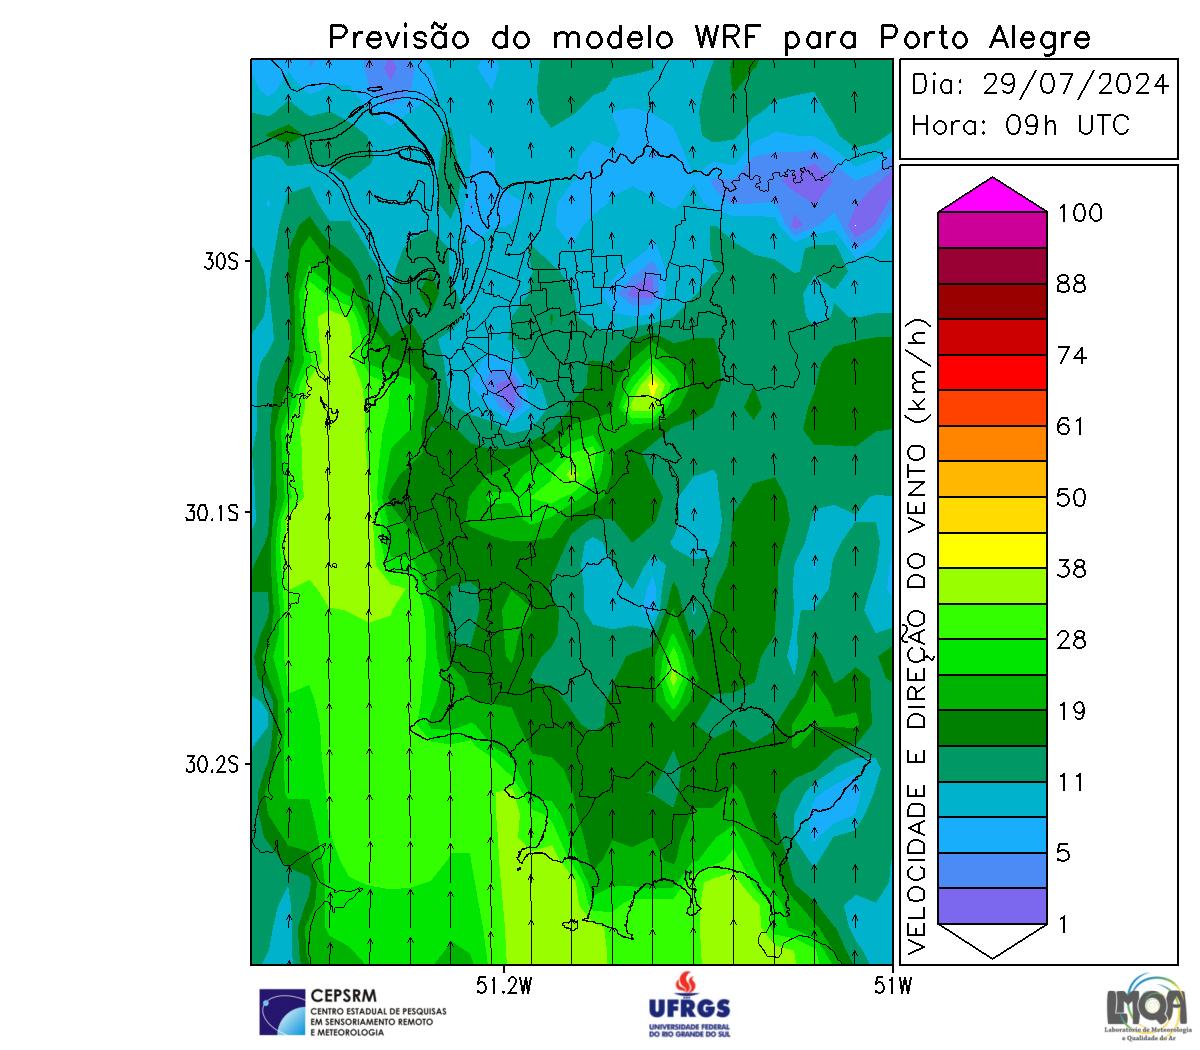 Previsão do modelo WRF para Porto Alegre
Dia: 29/07/2024
Hora: 09h UTC
100
88
74
61
50
38
28
19
11
5
1
VELOCIDADE E DIREÇÃO DO VENTO (km/h)
30S
30.1S
30.2S
51.2W
51W
CEPSRM
CENTRO ESTADUAL DE PESQUISAS
EM SENSORIAMENTO REMOTO
E METEOROLOGIA
UFRGS
UNIVERSIDADE FEDERAL
DO RIO GRANDE DO SUL
LMQA
Laboratório de Meteorologia
e Qualidade do Ar